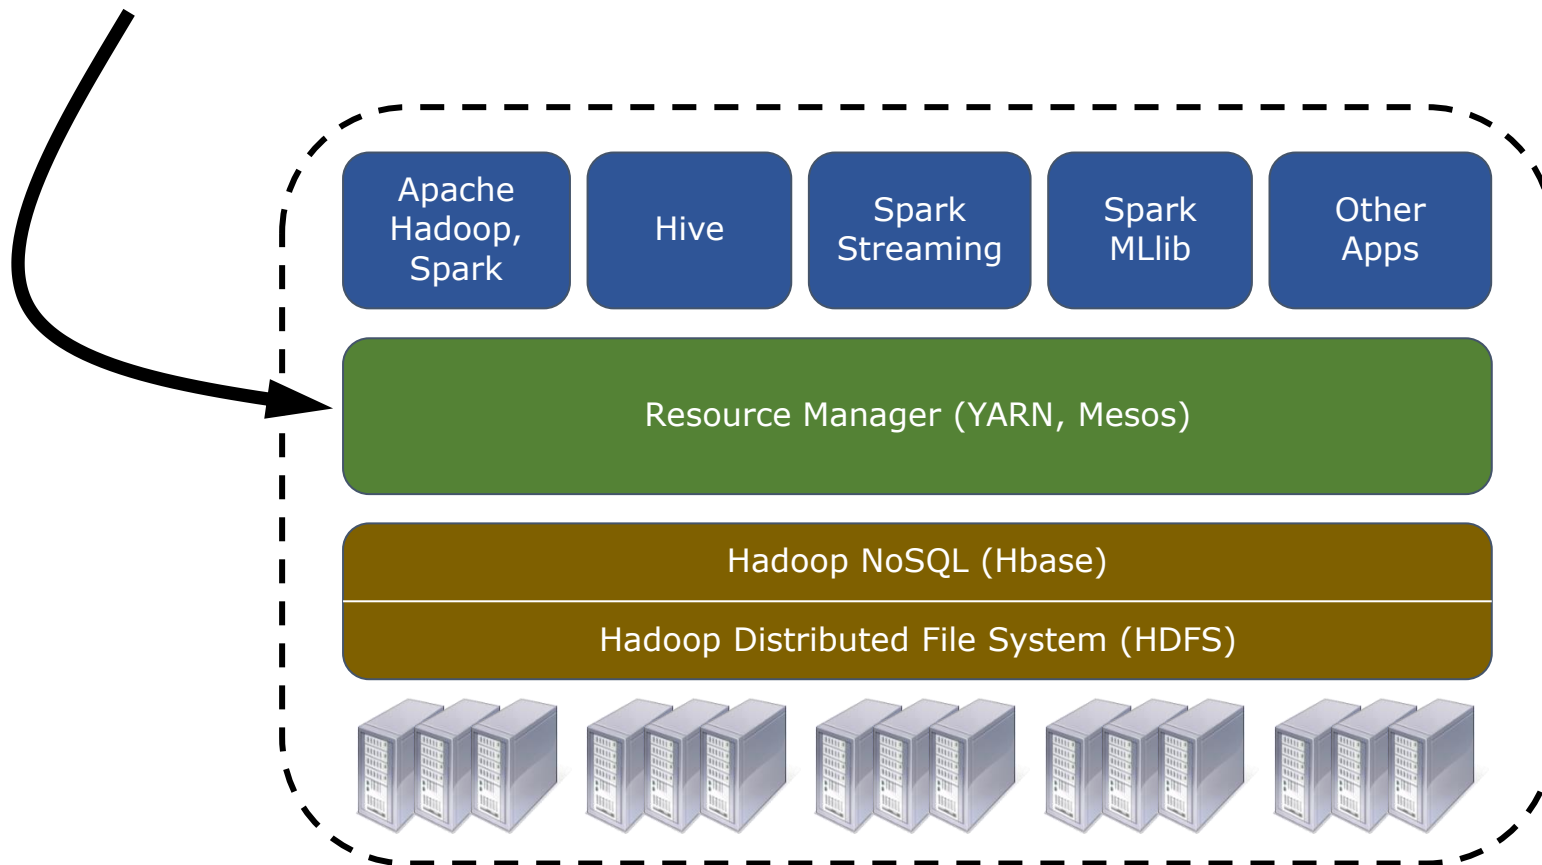 Apache
Hadoop,
Spark
Hive
Spark
Streaming
Spark
MLlib
Other
Apps
Resource Manager (YARN, Mesos)
Hadoop NoSQL (Hbase)
Hadoop Distributed File System (HDFS)